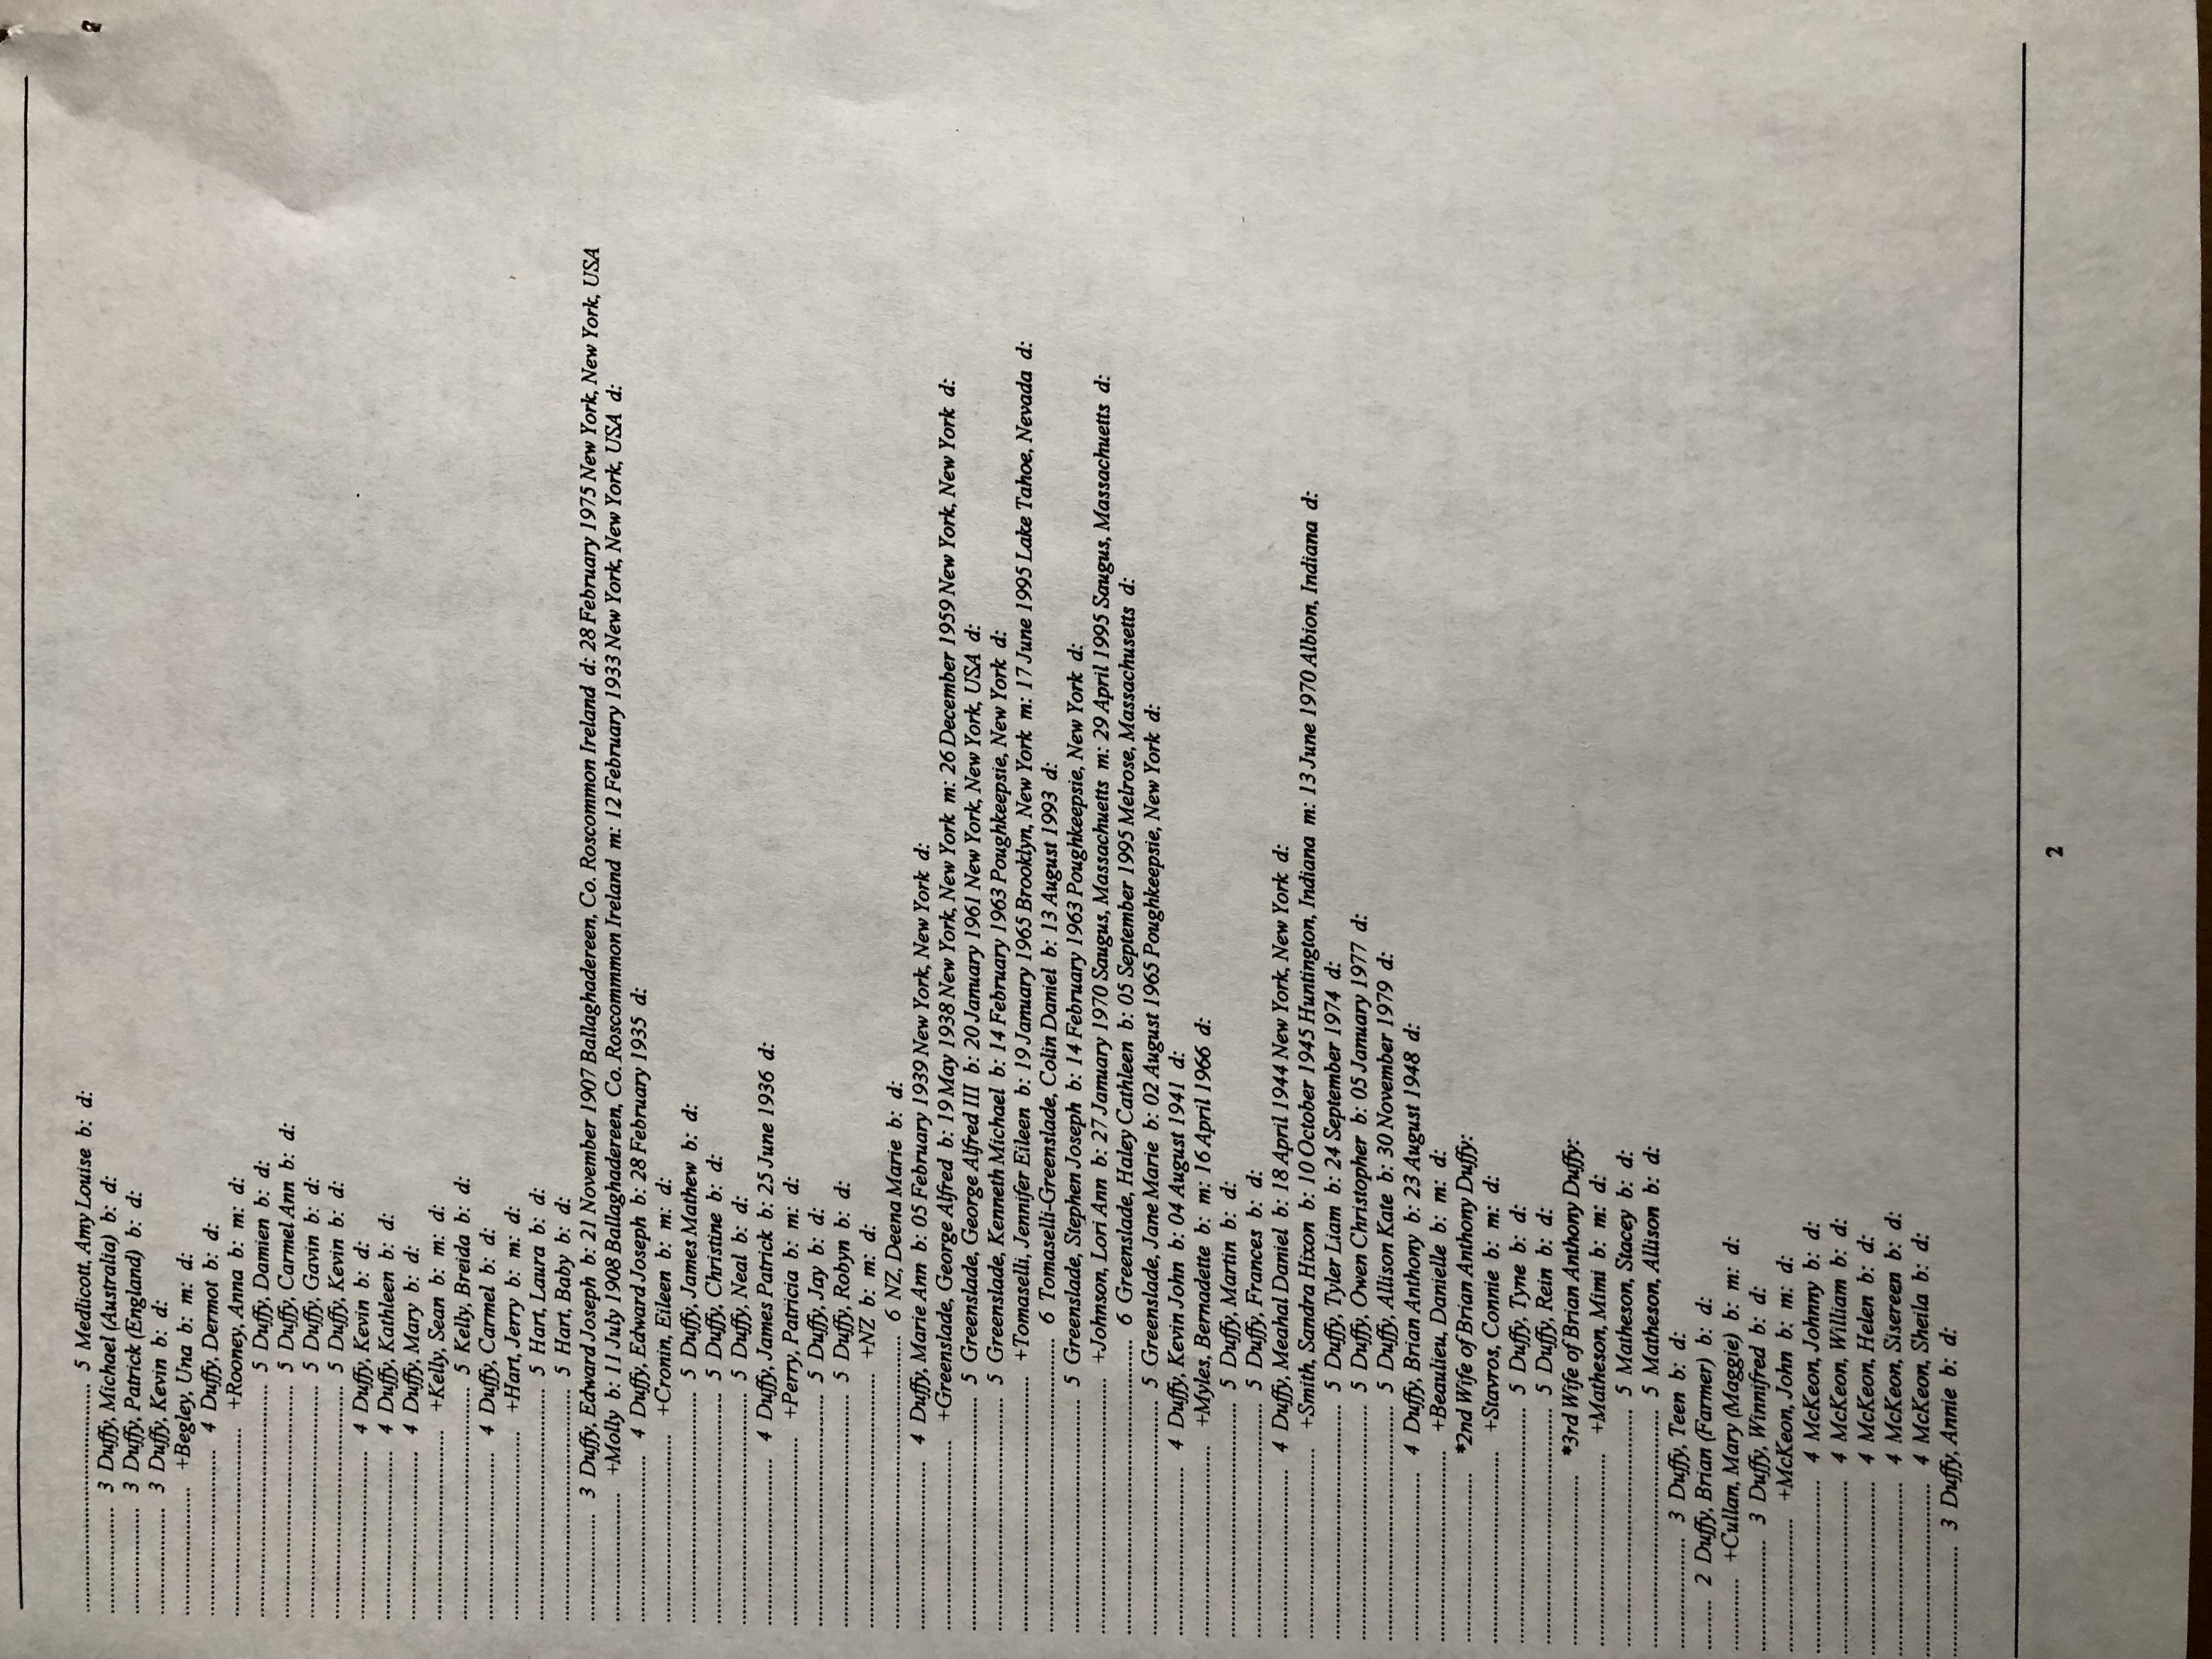 ........................................... 5 Medlicott, Amy Louise b: d:
.................... 3 Duffy, Michael (Australia) b: d:
.................... 3 Duffy, Patrick (England) b: d:
.................... 3 Duffy, Kevin b: d:
........................ +Begley, Una b: m: d:
............................... 4 Duffy, Dermot b: d:
................................... +Rooney, Anna b: m: d:
........................................... 5 Duffy, Damien b: d:
........................................... 5 Duffy, Carmel Ann b: d:
........................................... 5 Duffy, Gavin b: d:
........................................... 5 Duffy, Kevin b: d:
............................... 4 Duffy, Kevin b: d:
............................... 4 Duffy, Kathleen b: d:
............................... 4 Duffy, Mary b: d:
................................... +Kelly, Sean b: m: d:
........................................... 5 Kelly, Breida b: d:
............................... 4 Duffy, Carmel b: d:
................................... +Hart, Jerry b: m: d:
........................................... 5 Hart, Laura b: d:
........................................... 5 Hart, Baby b: d:
.................... 3 Duffy, Edward Joseph b: 21 November 1907 Ballaghadereen, Co. Roscommon Ireland d: 28 February 1975 New York, New York, USA
........................ +Molly b: 11 July 1908 Ballaghadereen, Co. Roscommmon Ireland m: 12 February 1933 New York, New York, USA d:
............................... 4 Duffy, Edward Joseph b: 28 February 1935 d:
................................... +Cronin, Eileen b: m: d:
........................................... 5 Duffy, James Mathew b: d:
........................................... 5 Duffy, Christine b: d:
........................................... 5 Duffy, Neal b: d:
............................... 4 Duffy, James Patrick b: 25 June 1936 d:
................................... +Perry, Patricia b: m: d:
........................................... 5 Duffy, Jay b: d:
........................................... 5 Duffy, Robyn b: d:
............................................... +NZ b: m: d:
...................................................... 6 NZ, Deena Marie b: d:
............................... 4 Duffy, Marie Ann b: 05 February 1939 New York, New York d:
................................... +Greenslade, George Alfred b: 19 May 1938 New York, New York m: 26 December 1959 New York, New York d:
........................................... 5 Greenslade, George Alfred III b: 20 January 1961 New York, New York, USA d:
........................................... 5 Greenslade, Kenneth Michael b: 14 February 1963 Poughkeepsie, New York d:
............................................... +Tomaselli, Jennifer Eileen b: 19 January 1965 Brooklyn, New York m: 17 June 1995 Lake Tahoe, Nevada d:
...................................................... 6 Tomaselli-Greenslade, Colin Daniel b: 13 August 1993 d:
........................................... 5 Greenslade, Stephen Joseph b: 14 February 1963 Poughkeepsie, New York d:
............................................... +Johnson, Lori Ann b: 27 January 1970 Saugus, Massachuetts m: 29 April 1995 Saugus, Massachuetts d:
...................................................... 6 Greenslade, Haley Cathleen b: 05 September 1995 Melrose, Massachusetts d:
........................................... 5 Greenslade, Jane Marie b: 02 August 1965 Poughkeepsie, New York d:
............................... 4 Duffy, Kevin John b: 04 August 1941 d:
................................... +Myles, Bernadette b: m: 16 April 1966 d:
........................................... 5 Duffy, Martin b: d:
........................................... 5 Duffy, Frances b: d:
............................... 4 Duffy, Meahal Daniel b: 18 April 1944 New York, New York d:
................................... +Smith, Sandra Hixon b: 10 October 1945 Huntington, Indiana m: 13 June 1970 Albion, Indiana d:
........................................... 5 Duffy, Tyler Liam b: 24 September 1974 d:
........................................... 5 Duffy, Owen Christopher b: 05 January 1977 d:
........................................... 5 Duffy, Allison Kate b: 30 November 1979 d:
............................... 4 Duffy, Brian Anthony b: 23 August 1948 d:
................................... +Beaulieu, Danielle b: m: d:
............................... *2nd Wife of Brian Anthony Duffy:
................................... +Stavros, Connie b: m: d:
........................................... 5 Duffy, Tyne b: d:
........................................... 5 Duffy, Rein b: d:
............................... *3rd Wife of Brian Anthony Duffy:
................................... +Matheson, Mimi b: m: d:
........................................... 5 Matheson, Stacey b: d:
........................................... 5 Matheson, Allison b: d:
.................... 3 Duffy, Teen b: d:
......... 2 Duffy, Brian (Farmer) b: d:
............. +Cullan, Mary (Maggie) b: m: d:
.................... 3 Duffy, Winnifred b: d:
........................ +McKeon, John b: m: d:
............................... 4 McKeon, Johnny b: d:
............................... 4 McKeon, William b: d:
............................... 4 McKeon, Helen b: d:
............................... 4 McKeon, Sisereen b: d:
............................... 4 McKeon, Sheila b: d:
.................... 3 Duffy, Annie b: d:
2